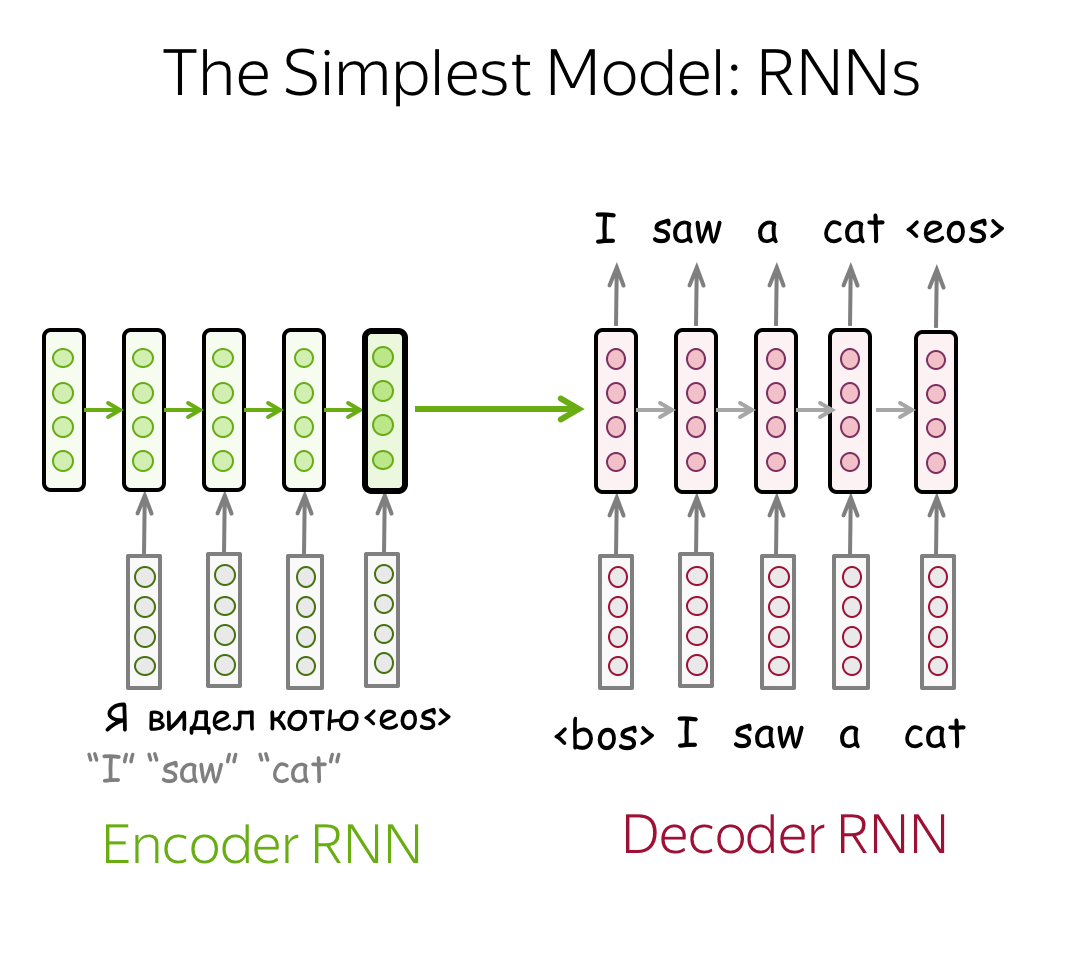 The Simplest Model: RNNs
I saw a cat <eos>
Я видел котю <eos>
"I" "saw" "cat"
<bos> I saw a cat
Encoder RNN
Decoder RNN